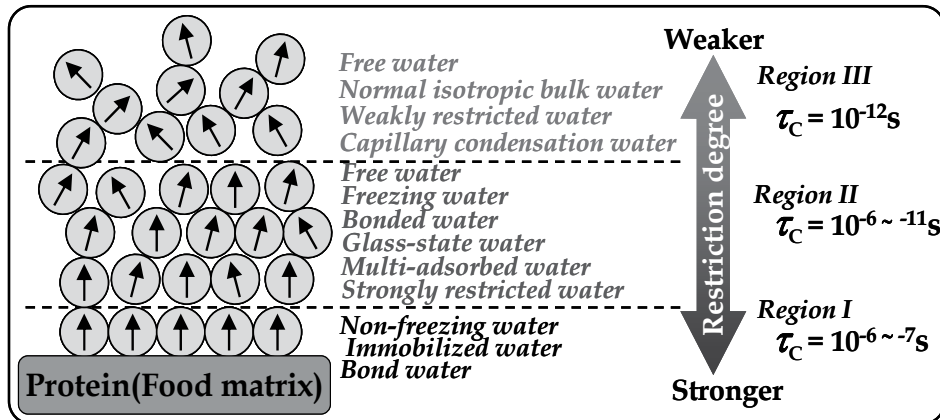 Free water
Normal isotropic bulk water
Weakly restricted water
Capillary condensation water
Free water
Freezing water
Bonded water
Glass-state water
Multi-adsorbed water
Strongly restricted water
Non-freezing water
Immobilized water
Bond water
Protein(Food matrix)
Weaker
Restriction degree
Stronger
Region III
τC = 10-12s
Region II
τC = 10-6 ~ -11s
Region I
τC = 10-6 ~ -7s